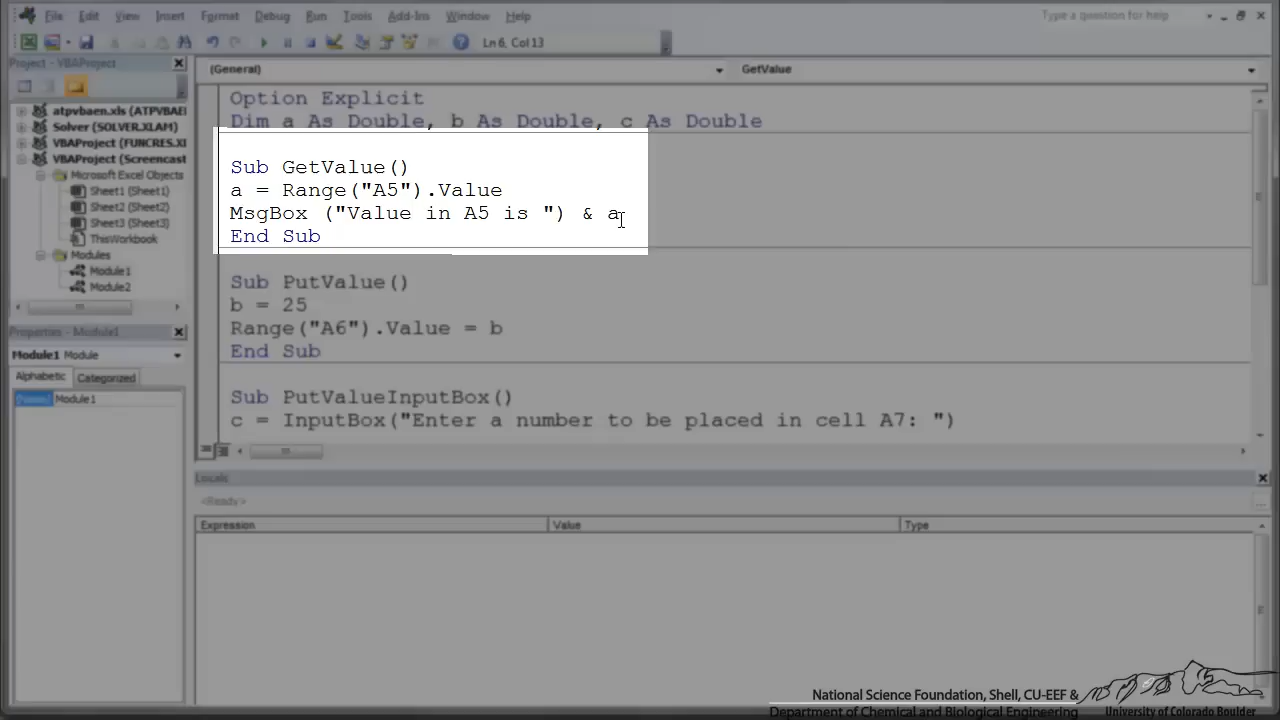 File Edit View Insert Format Debug Run Tools Add-Ins Window Help Type a question for help
Ln 6, Col 13
Project - VBAProject
(General) GetValue
atpvbaen.xls (ATPVBAEI
Solver (SOLVER.XLAM)
VBAProject (FUNCRES.XI
VBAProject (Screencast
Microsoft Excel Objects
Sheet1 (Sheet1)
Sheet2 (Sheet2)
Sheet3 (Sheet3)
ThisWorkbook
Modules
Module1
Module2
Properties - Module1
Module1 Module
Alphabetic Categorized
(Name) Module1
Option Explicit
Dim a As Double, b As Double, c As Double
Sub GetValue()
a = Range("A5").Value
MsgBox ("Value in A5 is ") & a
End Sub
Sub PutValue()
b = 25
Range("A6").Value = b
End Sub
Sub PutValueInputBox()
c = InputBox("Enter a number to be placed in cell A7: ")
Locals
<Ready>
Expression Value Type
National Science Foundation, Shell, CU-EEF &
Department of Chemical and Biological Engineering
University of Colorado Boulder